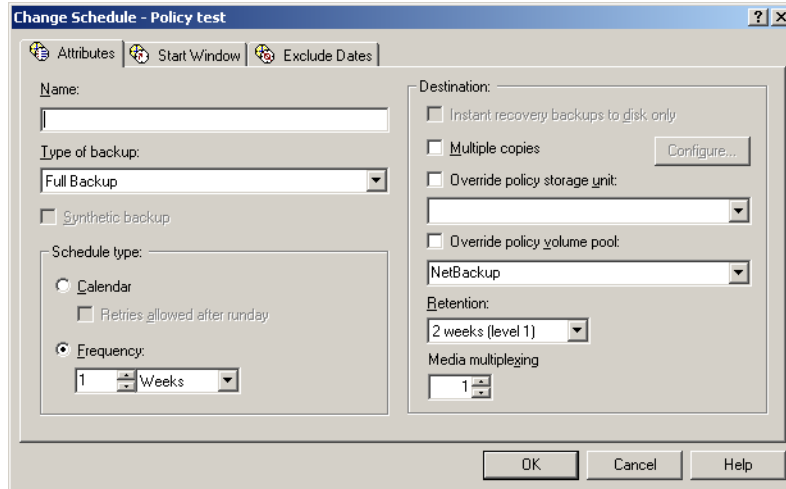 Change Schedule - Policy test
Attributes
Start Window
Exclude Dates
Name:
Type of backup:
Full Backup
Synthetic backup
Schedule type:
Calendar
Retries allowed after runday
Frequency:
1 Weeks
Destination:
Instant recovery backups to disk only
Multiple copies
Configure...
Override policy storage unit:
Override policy volume pool:
NetBackup
Retention:
2 weeks (level 1)
Media multiplexing
1
OK
Cancel
Help